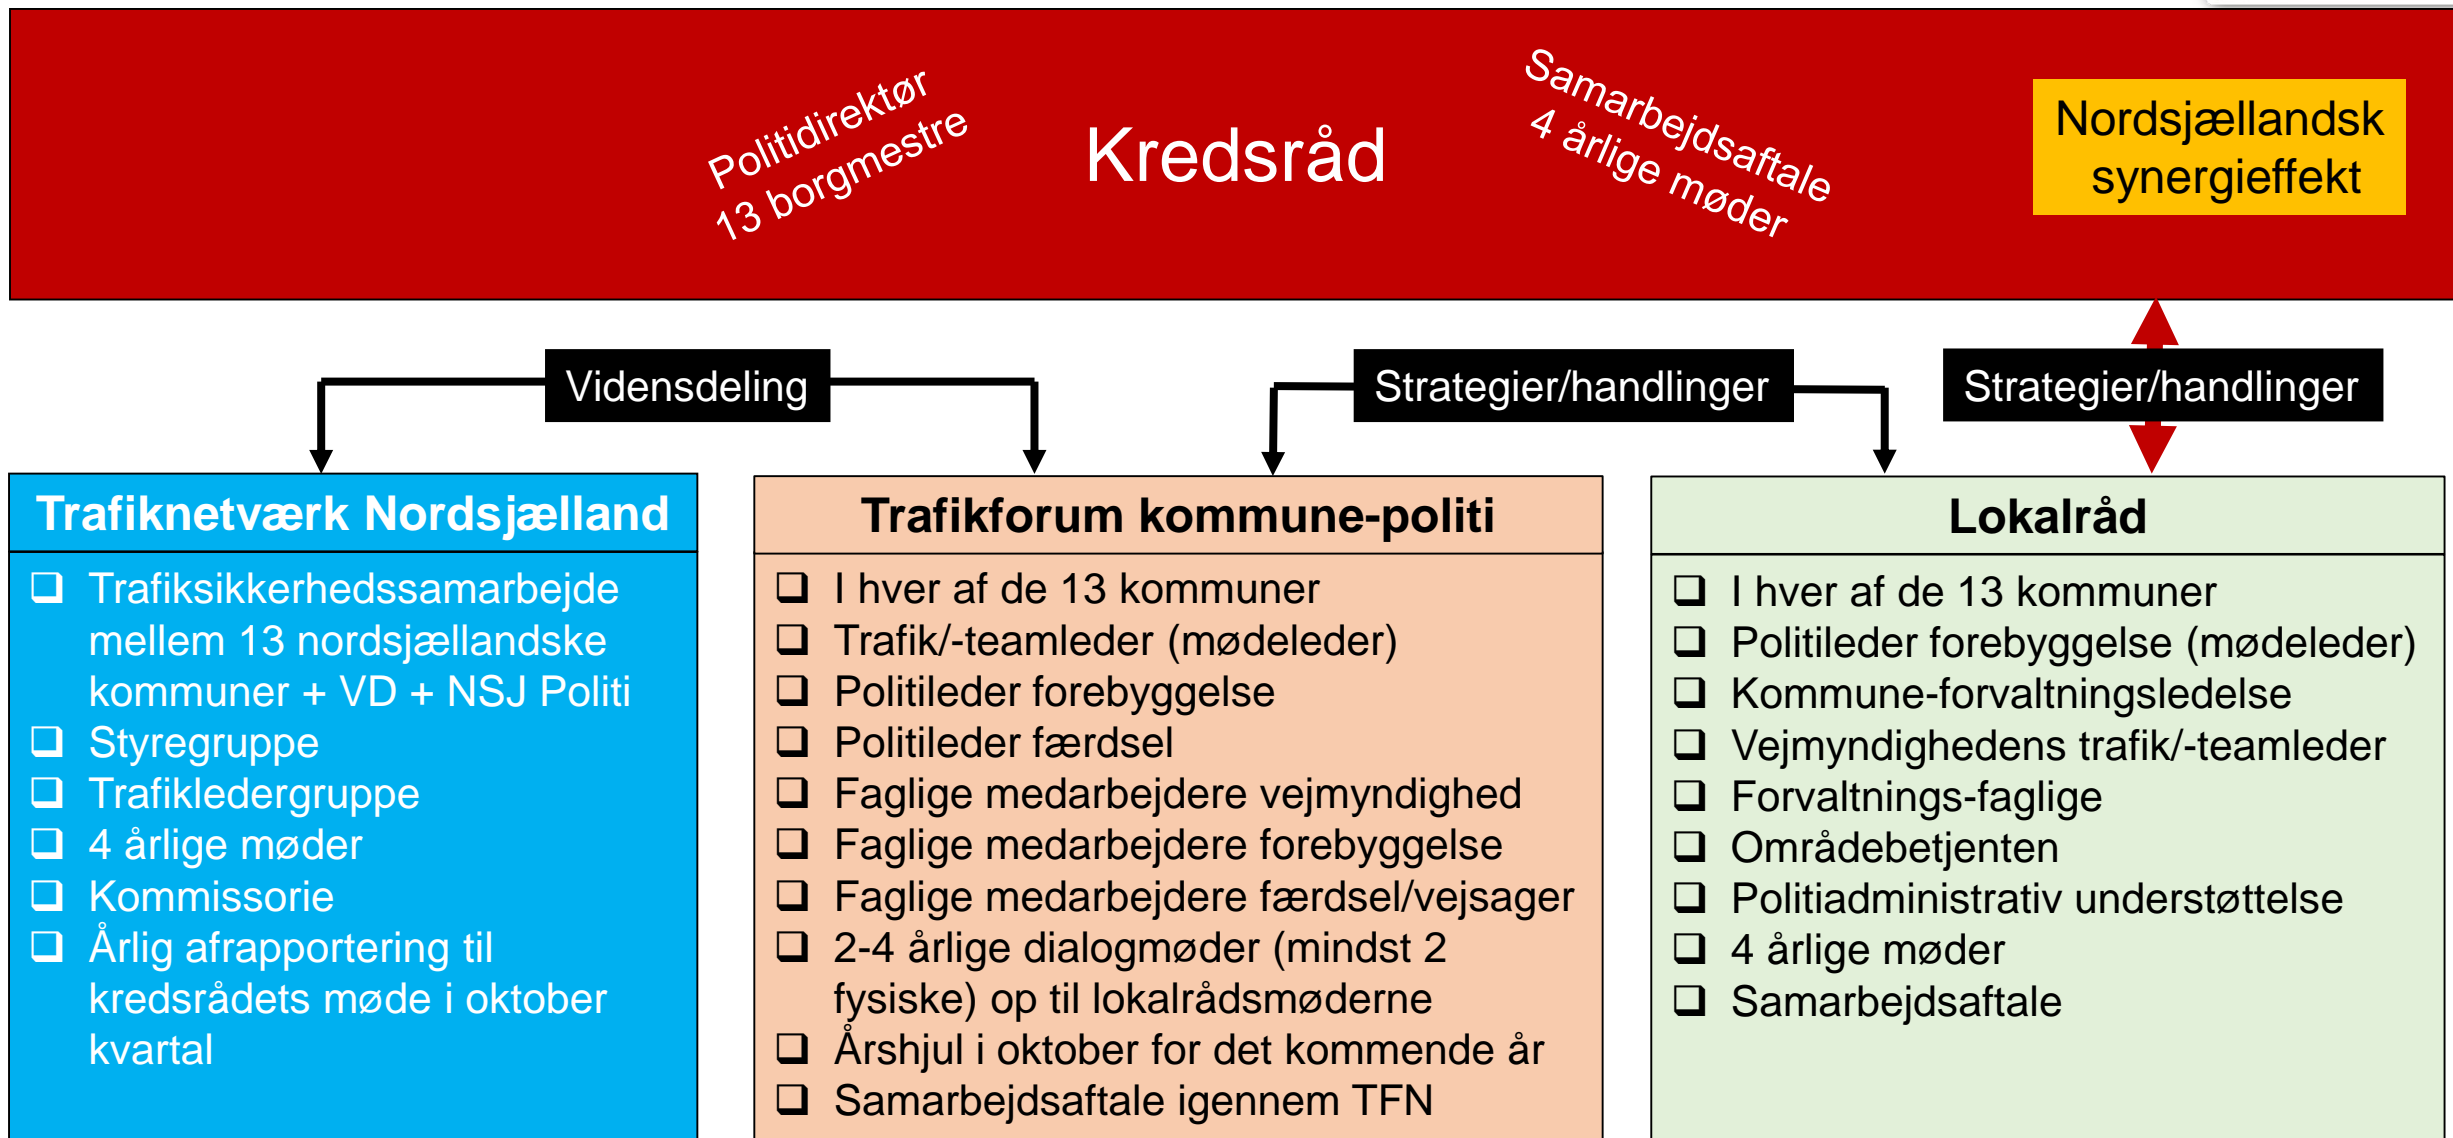 Politidirektør
13 borgmestre
Kredsråd
Samarbejdsaftale
4 årlige møder
Nordsjællandsk
synergieffekt
Vidensdeling
Strategier/handlinger
Strategier/handlinger
Trafiknetværk Nordsjælland
Trafiksikkerhedssamarbejde
mellem 13 nordsjællandske
kommuner + VD + NSJ Politi
Styregruppe
Trafikledergruppe
4 årlige møder
Kommissorie
Årlig afrapportering til
kredsrådets møde i oktober
kvartal
Trafikforum kommune-politi
I hver af de 13 kommuner
Trafik/-teamleder (mødeleder)
Politileder forebyggelse
Politileder færdsel
Faglige medarbejdere vejmyndighed
Faglige medarbejdere forebyggelse
Faglige medarbejdere færdsel/vejsager
2-4 årlige dialogmøder (mindst 2
fysiske) op til lokalrådsmøderne
Årshjul i oktober for det kommende år
Samarbejdsaftale igennem TFN
Lokalråd
I hver af de 13 kommuner
Politileder forebyggelse (mødeleder)
Kommune-forvaltningsledelse
Vejmyndighedens trafik/-teamleder
Forvaltnings-faglige
Områdebetjenten
Politiadministrativ understøttelse
4 årlige møder
Samarbejdsaftale